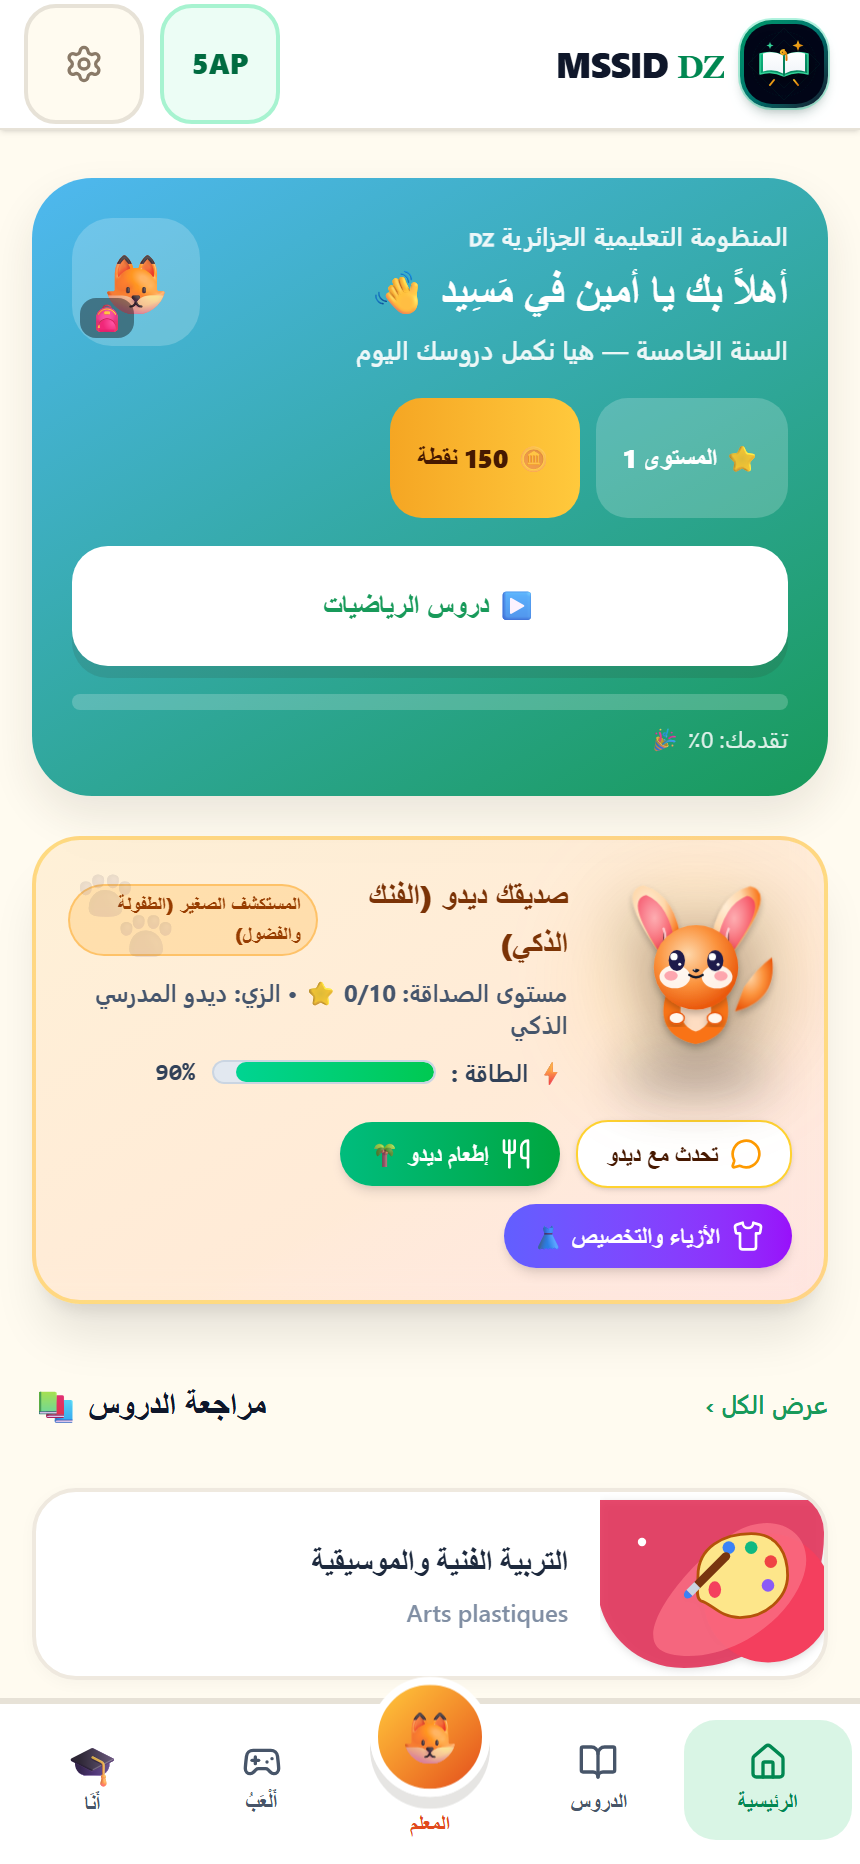 MSSID DZ
5AP
المنظومة التعليمية الجزائرية DZ
أهلاً بك يا أمين في مَسِيد
السنة الخامسة — هيا نكمل دروسك اليوم
المستوى 1
150 نقطة
دروس الرياضيات
تقدمك: 0٪
صديقك ديدو (الفنك
الذكي)
المستكشف الصغير (الطفولة
والفضول)
مستوى الصداقة: 0/10 • الزي: ديدو المدرسي
الذكي
الطاقة :
90%
تحدث مع ديدو
إطعام ديدو
الأزياء والتخصيص
عرض الكل ›
مراجعة الدروس
التربية الفنية والموسيقية
Arts plastiques
الرئيسية
الدروس
المعلم
أَلْعَبُ
أَنَا